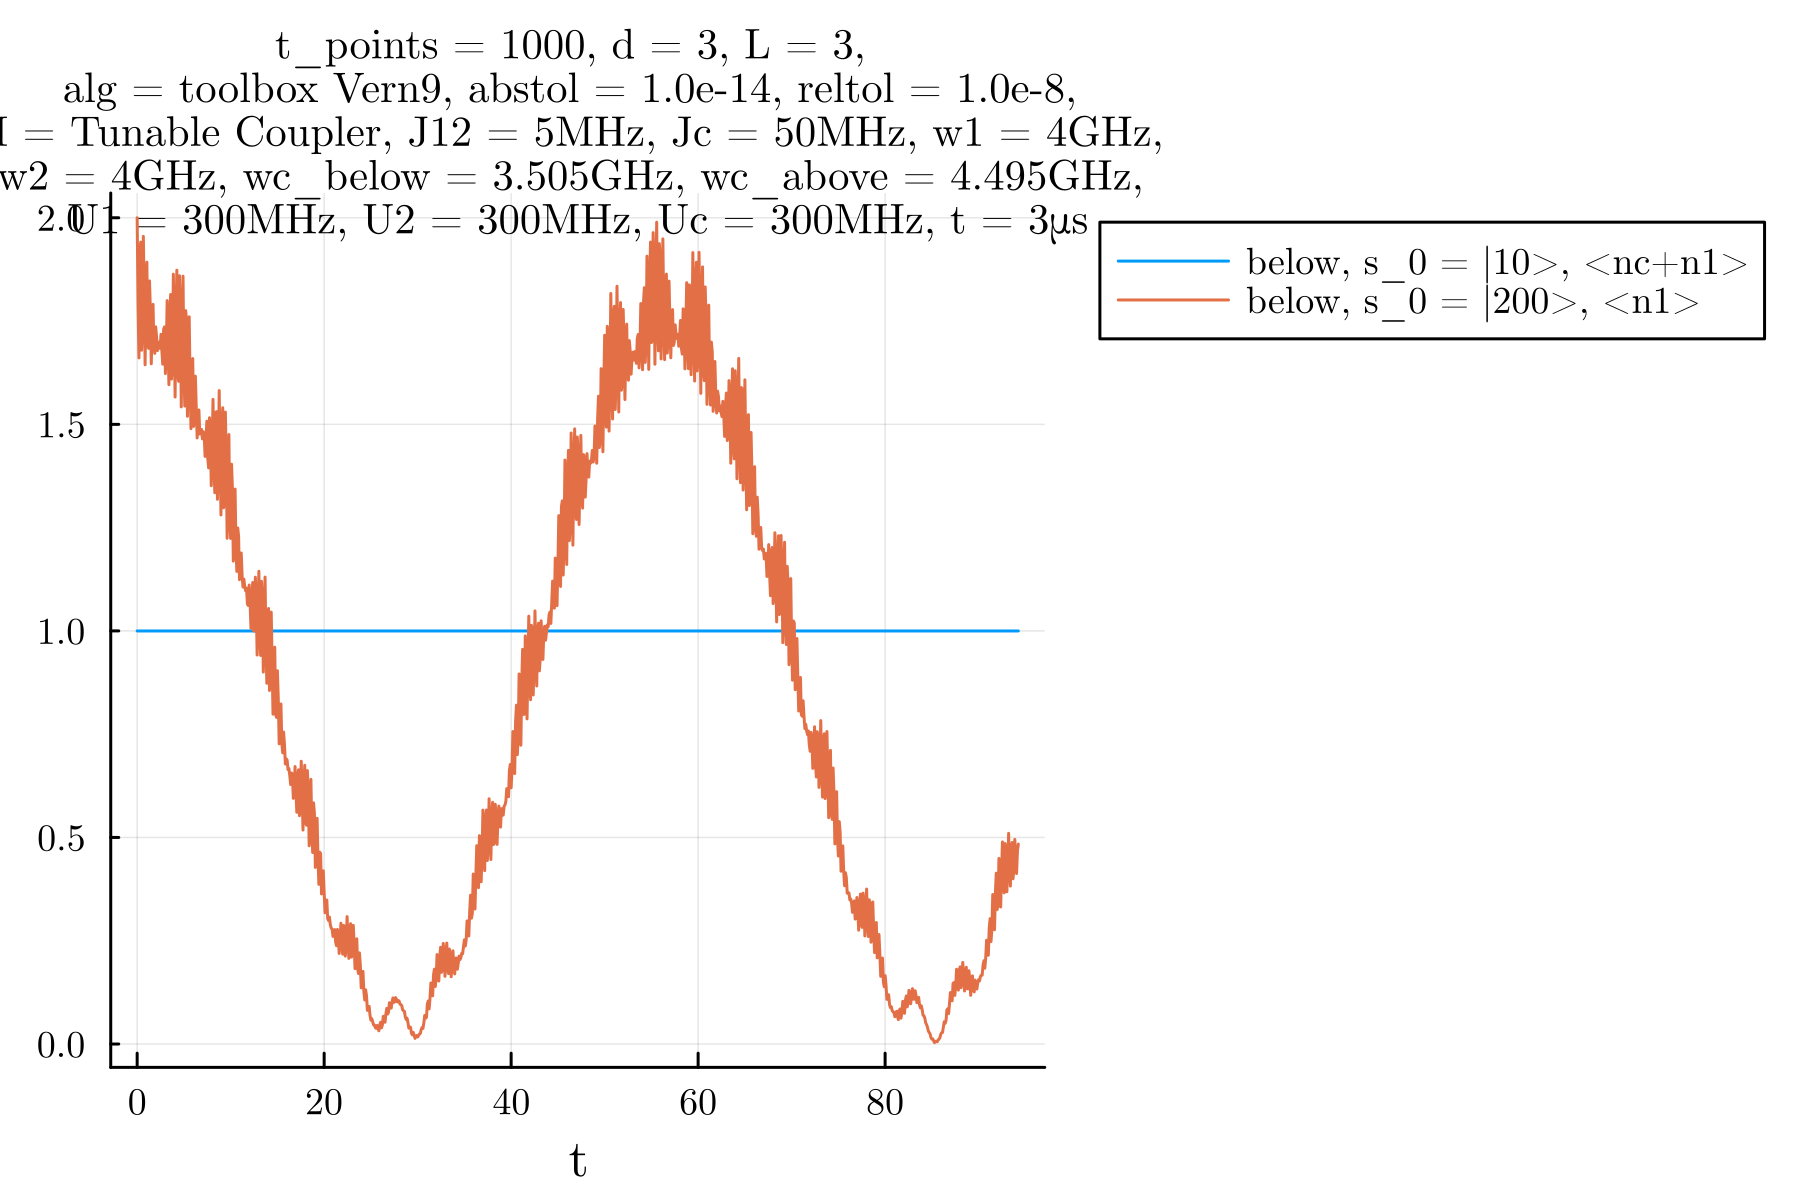 t_points = 1000, d = 3, L = 3,
alg = toolbox Vern9, abstol = 1.0e-14, reltol = 1.0e-8,
= Tunable Coupler, J12 = 5MHz, Jc = 50MHz, w1 = 4GHz,
w2 = 4GHz, wc_below = 3.505GHz, wc_above = 4.495GHz,
U1 = 300MHz, U2 = 300MHz, Uc = 300MHz, t = 3μs
below, s_0 = |10>, <nc+n1>
below, s_0 = |200>, <n1>
2.0
1.5
1.0
0.5
0.0
0 20 40 60 80
t